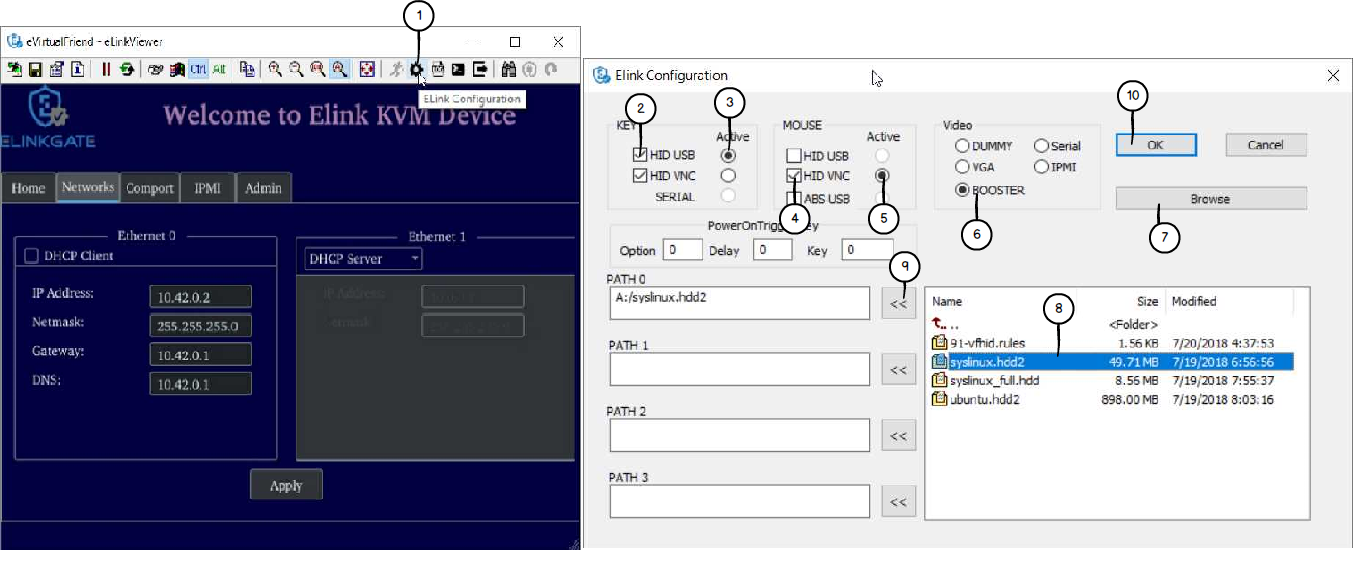 1
eVirtualFriend - eLinkViewer
Ctrl Alt
ELink Configuration
ELINKGATE
Welcome to Elink KVM Device
Home Networks Comport IPMI Admin
Ethernet 0
DHCP Client
IP Address: 10.42.0.2
Netmask: 255.255.255.0
Gateway: 10.42.0.1
DNS: 10.42.0.1
Ethernet 1
DHCP Server
IP Address:
Apply
Elink Configuration
2 3 10
KEY Active
HID USB
HID VNC
SERIAL
MOUSE Active
HID USB
HID VNC
ABS USB
4 5
Video
DUMMY Serial
VGA IPMI
BOOSTER
6
OK Cancel
Browse
7
PowerOnTrigg
Option 0 Delay 0 Key 0
9
PATH 0
A:/syslinux.hdd2 <<
PATH 1
<<
PATH 2
<<
PATH 3
<<
8
Name Size Modified
.. <Folder>
91-vfhid.rules 1.56 KB 7/20/2018 4:37:53
syslinux.hdd2 49.71 MB 7/19/2018 6:56:56
syslinux_full.hdd 8.56 MB 7/19/2018 7:55:37
ubuntu.hdd2 898.00 MB 7/19/2018 8:03:16